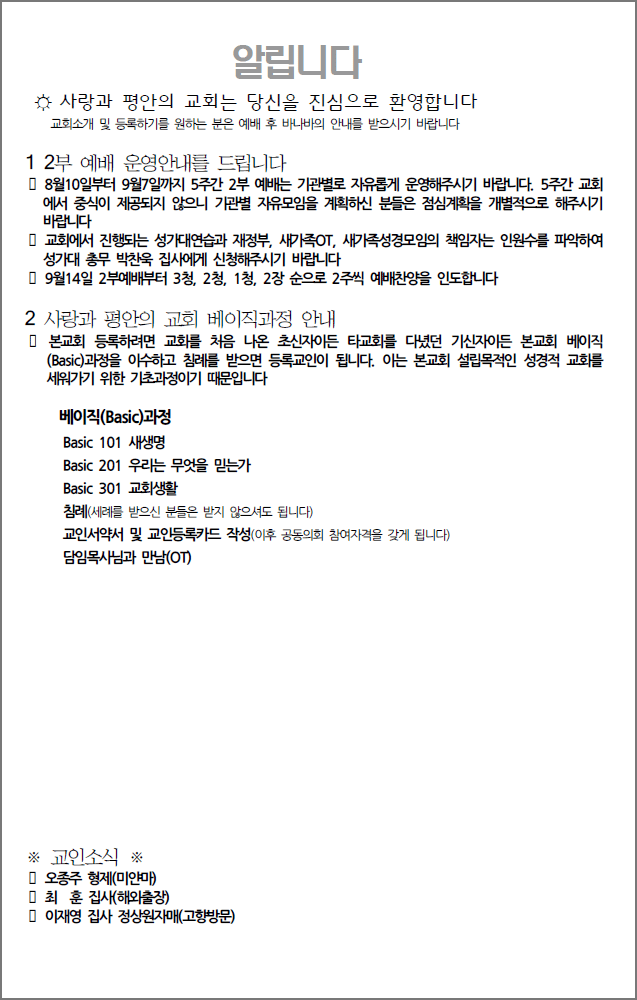 알립니다
☼ 사랑과 평안의 교회는 당신을 진심으로 환영합니다
교회소개 및 등록하기를 원하는 분은 예배 후 바나바의 안내를 받으시기 바랍니다
1 2부 예배 운영안내를 드립니다
▯ 8월10일부터 9월7일까지 5주간 2부 예배는 기관별로 자유롭게 운영해주시기 바랍니다. 5주간 교회
에서 중식이 제공되지 않으니 기관별 자유모임을 계획하신 분들은 점심계획을 개별적으로 해주시기
바랍니다
▯ 교회에서 진행되는 성가대연습과 재정부, 새가족OT, 새가족성경모임의 책임자는 인원수를 파악하여
성가대 총무 박찬욱 집사에게 신청해주시기 바랍니다
▯ 9월14일 2부예배부터 3청, 2청, 1청, 2장 순으로 2주씩 예배찬양을 인도합니다
2 사랑과 평안의 교회 베이직과정 안내
▯ 본교회 등록하려면 교회를 처음 나온 초신자이든 타교회를 다녔던 기신자이든 본교회 베이직
(Basic)과정을 이수하고 침례를 받으면 등록교인이 됩니다. 이는 본교회 설립목적인 성경적 교회를
세워가기 위한 기초과정이기 때문입니다
베이직(Basic)과정
Basic 101 새생명
Basic 201 우리는 무엇을 믿는가
Basic 301 교회생활
침례(세례를 받으신 분들은 받지 않으셔도 됩니다)
교인서약서 및 교인등록카드 작성(이후 공동의회 참여자격을 갖게 됩니다)
담임목사님과 만남(OT)
※ 교인소식 ※
▯ 오종주 형제(미얀마)
▯ 최 훈 집사(해외출장)
▯ 이재영 집사 정상원자매(고향방문)